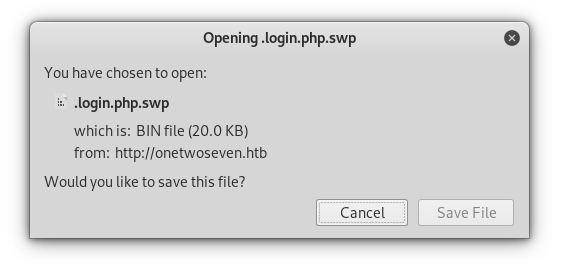 Opening .login.php.swp
You have chosen to open:
.login.php.swp
which is: BIN file (20.0 KB)
from: http://onetwoseven.htb
Would you like to save this file?
Cancel
Save File